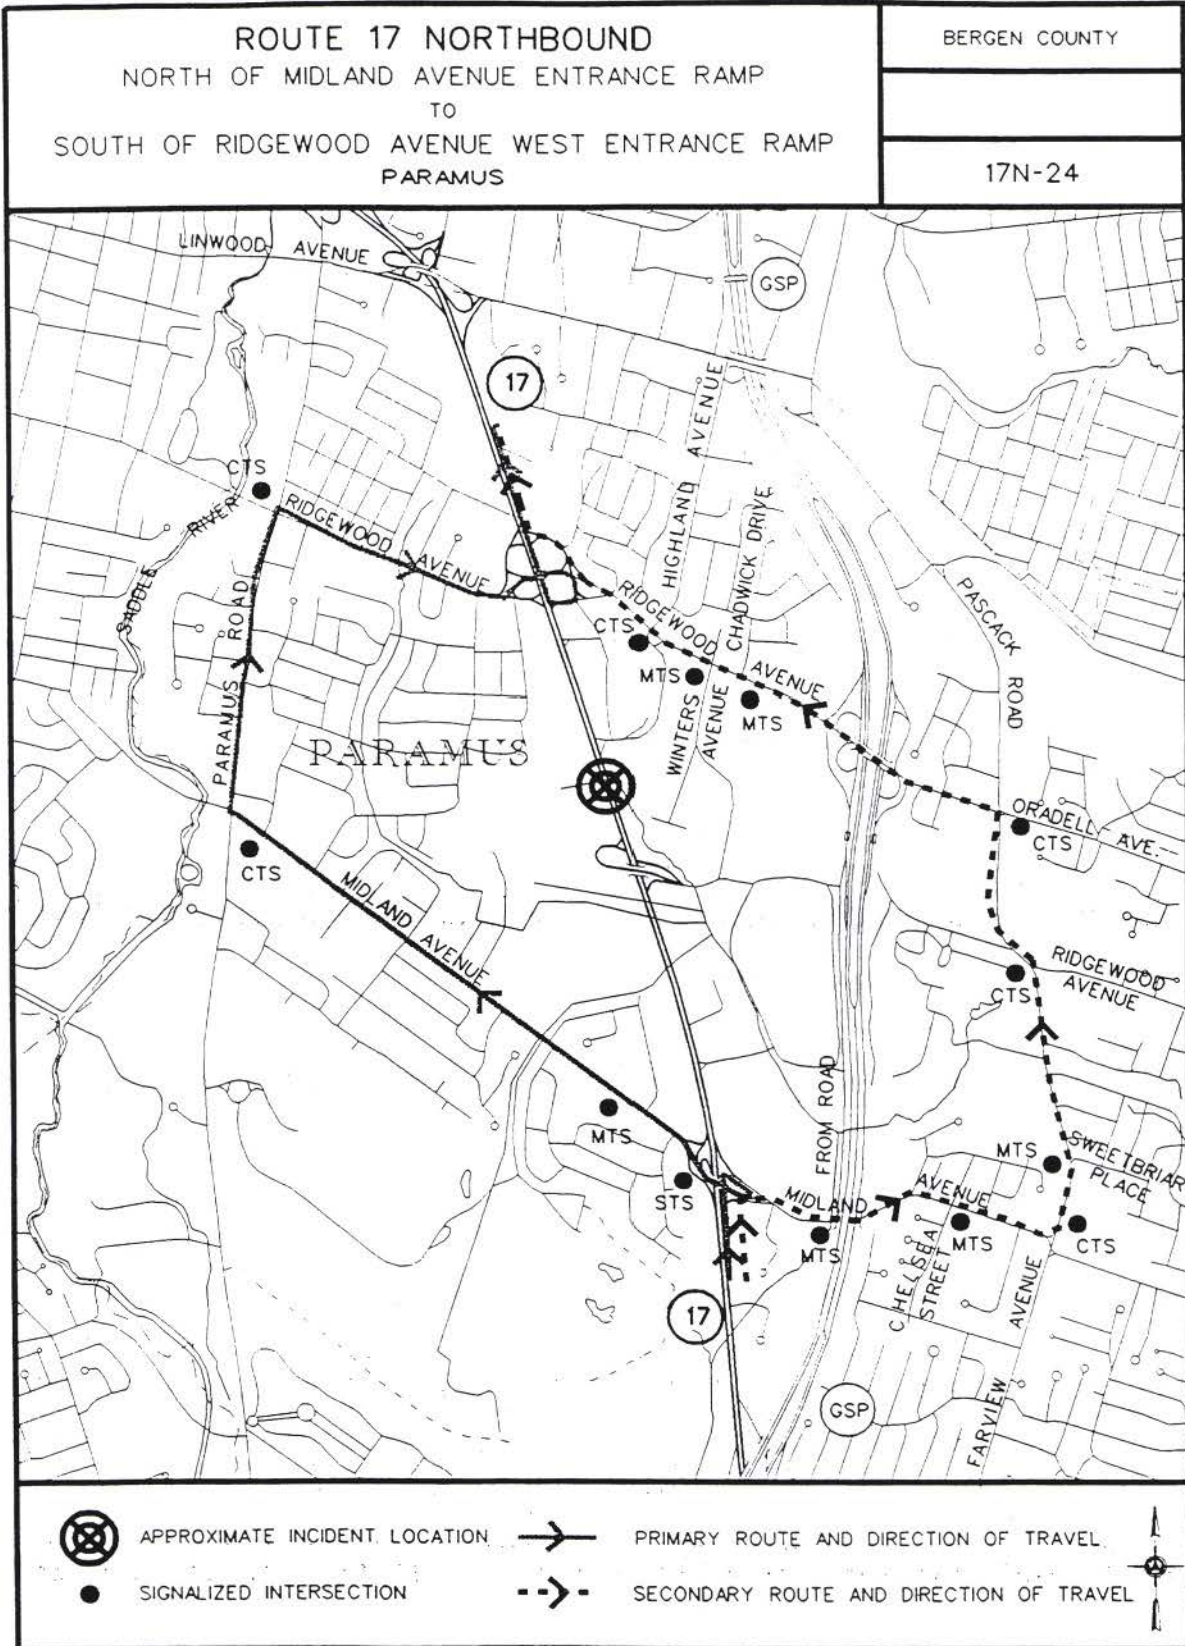 ROUTE 17 NORTHBOUND
NORTH OF MIDLAND AVENUE ENTRANCE RAMP
TO
SOUTH OF RIDGEWOOD AVENUE WEST ENTRANCE RAMP
PARAMUS
BERGEN COUNTY
17N-24
LINWOOD AVENUE
GSP
17
HIGHLAND AVENUE
CTS
SADDLE RIVER
RIDGEWOOD AVENUE
CHADWICK DRIVE
PARAMUS ROAD
RIDGEWOOD AVENUE
PASCACK ROAD
CTS
MTS
MTS
WINTERS AVENUE
PARAMUS
ORADELL AVE.
CTS
CTS
MIDLAND AVENUE
RIDGEWOOD
AVENUE
CTS
FROM ROAD
MTS
MTS
SWEETBRIAR
PLACE
STS
MIDLAND AVENUE
MTS
MTS
CTS
CHELSEA
STREET
FARVIEW AVENUE
17
GSP
APPROXIMATE INCIDENT LOCATION
PRIMARY ROUTE AND DIRECTION OF TRAVEL
SIGNALIZED INTERSECTION
SECONDARY ROUTE AND DIRECTION OF TRAVEL